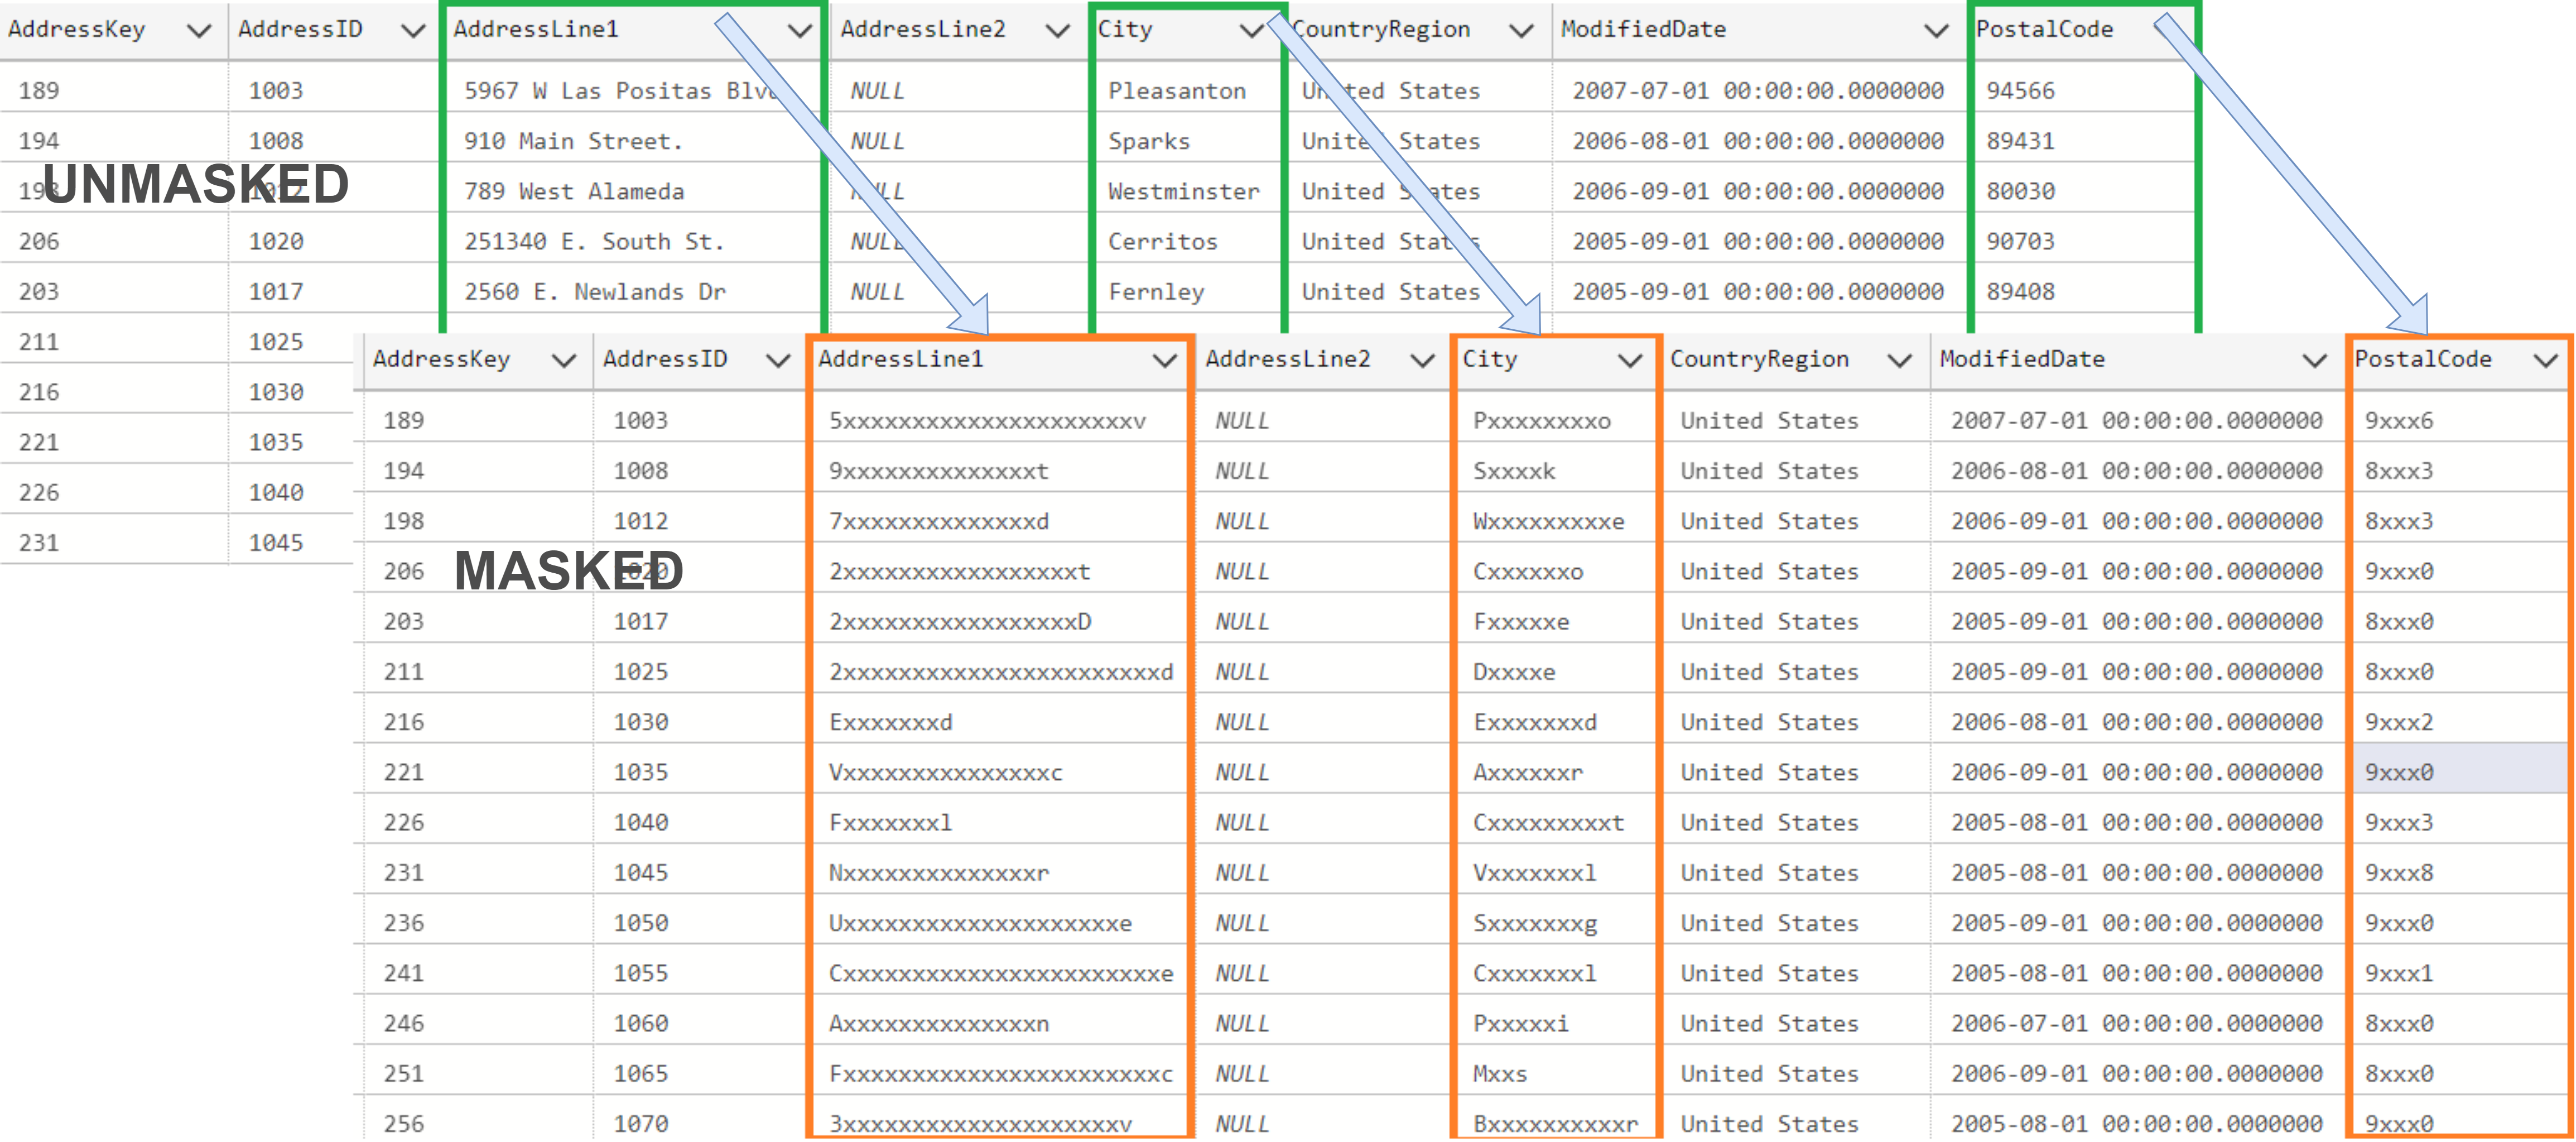 AddressKey AddressID AddressLine1 AddressLine2 City CountryRegion ModifiedDate PostalCode
189 1003 5967 W Las Positas NULL Pleasanton United States 2007-07-01 00:00:00.0000000 94566
194 1008 910 Main Street. NULL Sparks United States 2006-08-01 00:00:00.0000000 89431
198 1012 789 West Alameda NULL Westminster United States 2006-09-01 00:00:00.0000000 80030
UNMASKED
206 1020 251340 E. South St. NULL Cerritos United States 2005-09-01 00:00:00.0000000 90703
203 1017 2560 E. Newlands Dr NULL Fernley United States 2005-09-01 00:00:00.0000000 89408
211 1025
216 1030
221 1035
226 1040
231 1045
AddressKey AddressID AddressLine1 AddressLine2 City CountryRegion ModifiedDate PostalCode
189 1003 5xxxxxxxxxxxxxxxxxxxxxv NULL Pxxxxxxxxo United States 2007-07-01 00:00:00.0000000 9xxx6
194 1008 9xxxxxxxxxxxxxxt NULL Sxxxxk United States 2006-08-01 00:00:00.0000000 8xxx3
198 1012 7xxxxxxxxxxxxxxd NULL Wxxxxxxxxxe United States 2006-09-01 00:00:00.0000000 8xxx3
206 1020 2xxxxxxxxxxxxxxxxxt NULL Cxxxxxxo United States 2005-09-01 00:00:00.0000000 9xxx0
MASKED
203 1017 2xxxxxxxxxxxxxxxxxD NULL Fxxxxxe United States 2005-09-01 00:00:00.0000000 8xxx0
211 1025 2xxxxxxxxxxxxxxxxxxxxxxxd NULL Dxxxxe United States 2005-09-01 00:00:00.0000000 8xxx0
216 1030 Exxxxxxxd NULL Exxxxxxxd United States 2006-08-01 00:00:00.0000000 9xxx2
221 1035 Vxxxxxxxxxxxxxxxc NULL Axxxxxxr United States 2006-09-01 00:00:00.0000000 9xxx0
226 1040 Fxxxxxxxl NULL Cxxxxxxxxxt United States 2005-08-01 00:00:00.0000000 9xxx3
231 1045 Nxxxxxxxxxxxxxxr NULL Vxxxxxxxl United States 2005-08-01 00:00:00.0000000 9xxx8
236 1050 Uxxxxxxxxxxxxxxxxxxxxe NULL Sxxxxxxxg United States 2005-09-01 00:00:00.0000000 9xxx0
241 1055 Cxxxxxxxxxxxxxxxxxxxxxxxe NULL Cxxxxxxxl United States 2005-08-01 00:00:00.0000000 9xxx1
246 1060 Axxxxxxxxxxxxxxn NULL Pxxxxxi United States 2006-07-01 00:00:00.0000000 8xxx0
251 1065 Fxxxxxxxxxxxxxxxxxxxxxxxc NULL Mxxs United States 2006-09-01 00:00:00.0000000 8xxx0
256 1070 3xxxxxxxxxxxxxxxxxxxxv NULL Bxxxxxxxxxxr United States 2005-08-01 00:00:00.0000000 9xxx0